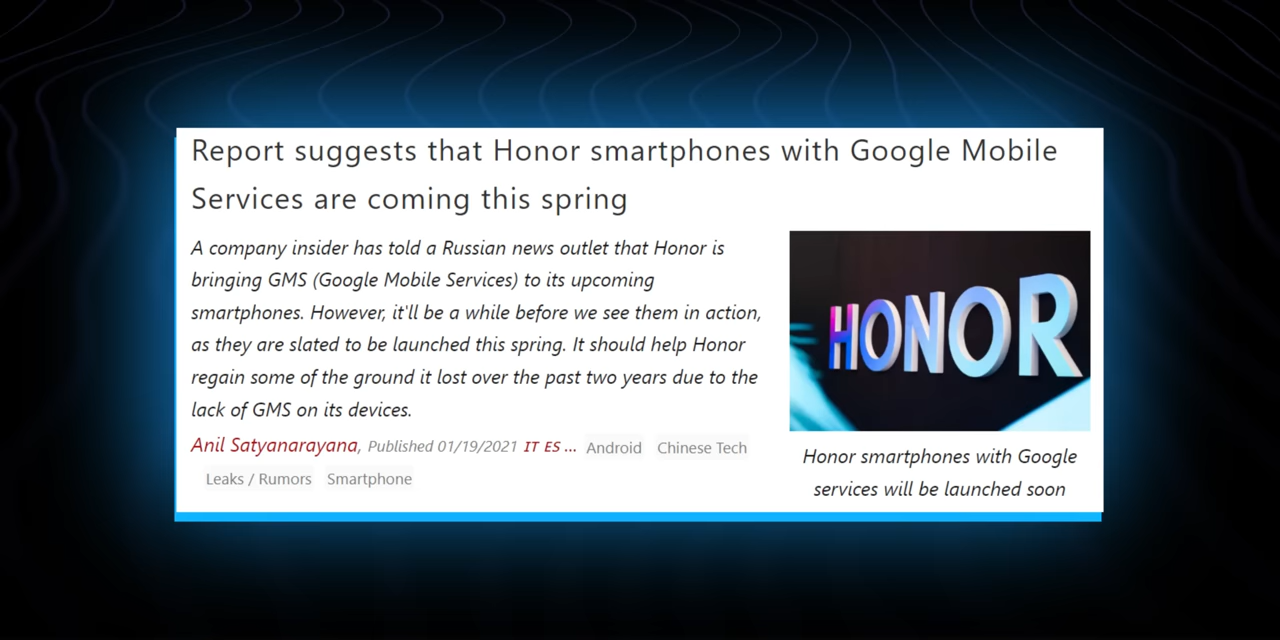 Report suggests that Honor smartphones with Google Mobile
Services are coming this spring
A company insider has told a Russian news outlet that Honor is
bringing GMS (Google Mobile Services) to its upcoming
smartphones. However, it'll be a while before we see them in action,
as they are slated to be launched this spring. It should help Honor
regain some of the ground it lost over the past two years due to the
lack of GMS on its devices.
Anil Satyanarayana, Published 01/19/2021 IT ES ... Android Chinese Tech
Leaks / Rumors Smartphone
HONOR
Honor smartphones with Google
services will be launched soon